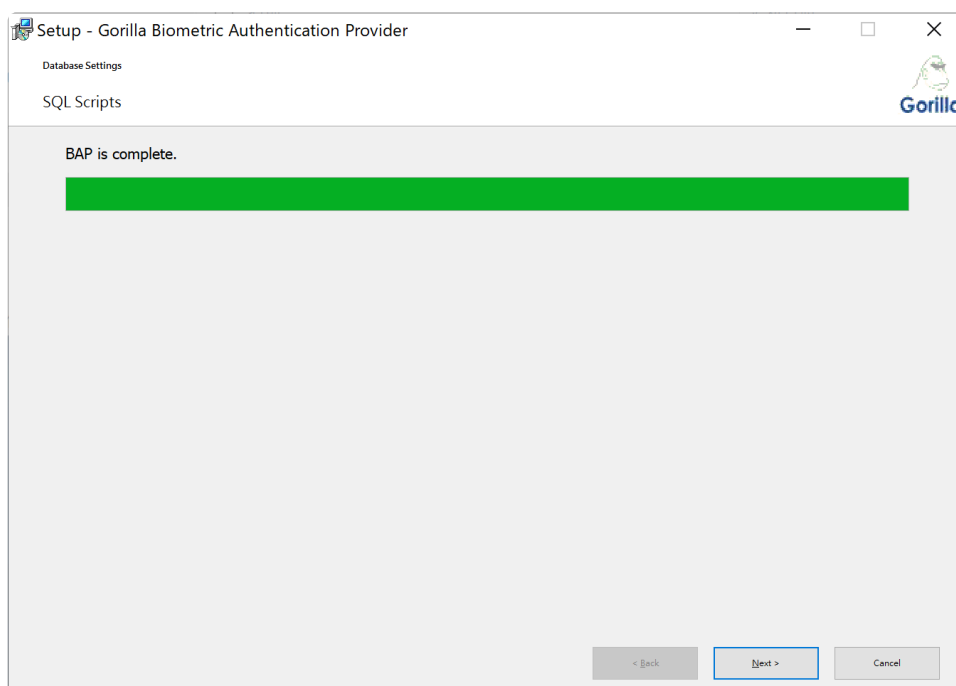 Setup - Gorilla Biometric Authentication Provider
Database Settings
SQL Scripts
BAP is complete.
< Back
Next >
Cancel